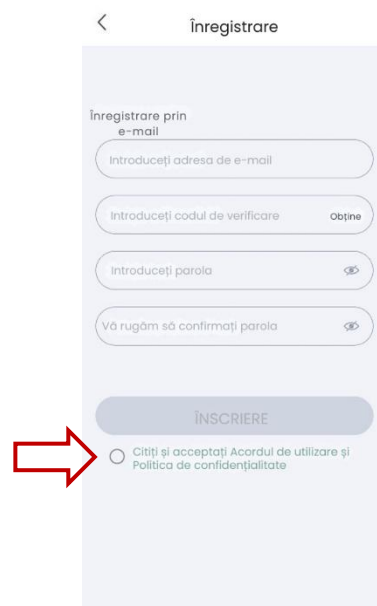 Înregistrare
Înregistrare prin
e-mail
Introduceți adresa de e-mail
Introduceți codul de verificare Obține
Introduceți parola
Vă rugăm să confirmați parola
ÎNSCRIERE
Citiți și acceptați Acordul de utilizare și
Politica de confidențialitate